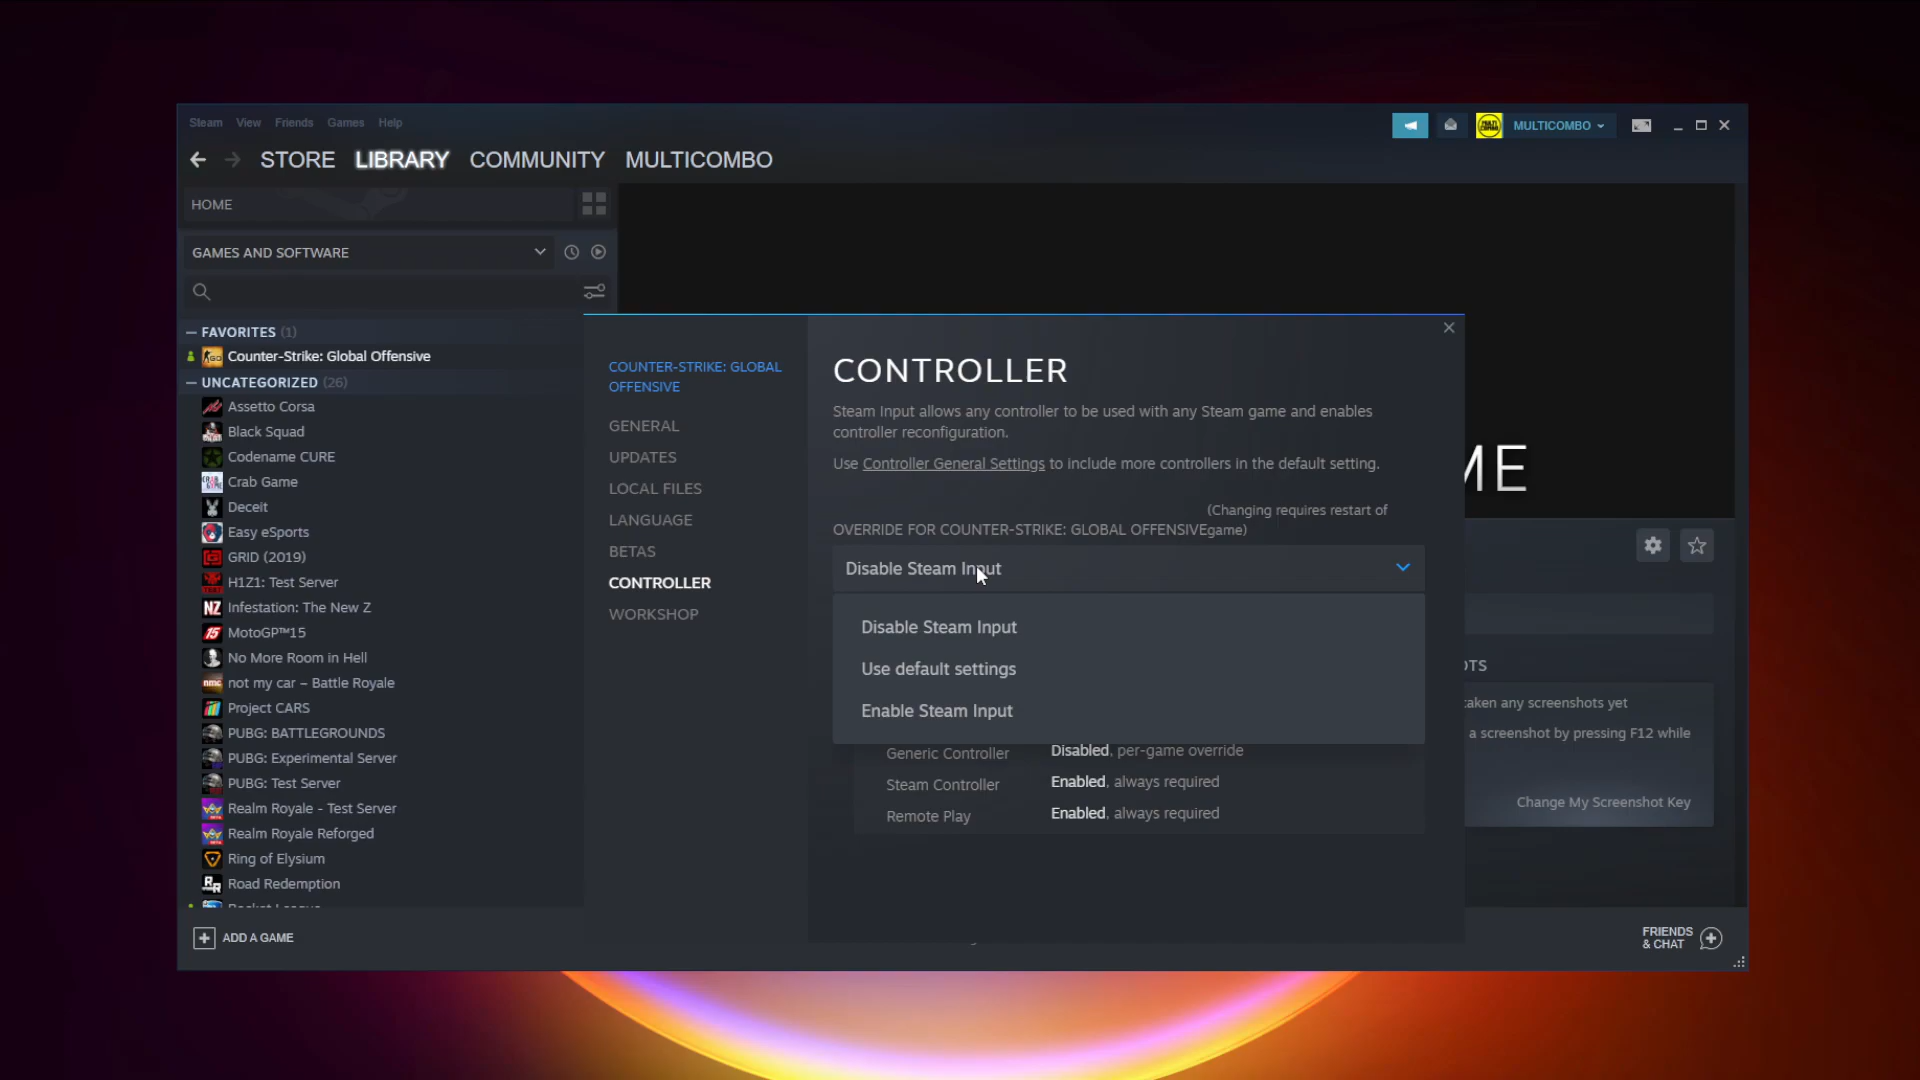 Steam View Friends Games Help
MULTICOMBO
STORE LIBRARY COMMUNITY MULTICOMBO
HOME
GAMES AND SOFTWARE
FAVORITES (1)
Counter-Strike: Global Offensive
UNCATEGORIZED (26)
Assetto Corsa
Black Squad
Codename CURE
Crab Game
Deceit
Easy eSports
GRID (2019)
H1Z1: Test Server
Infestation: The New Z
MotoGP™15
No More Room in Hell
not my car – Battle Royale
Project CARS
PUBG: BATTLEGROUNDS
PUBG: Experimental Server
PUBG: Test Server
Realm Royale - Test Server
Realm Royale Reforged
Ring of Elysium
Road Redemption
ADD A GAME
COUNTER-STRIKE: GLOBAL
OFFENSIVE
GENERAL
UPDATES
LOCAL FILES
LANGUAGE
BETAS
CONTROLLER
WORKSHOP
CONTROLLER
Steam Input allows any controller to be used with any Steam game and enables
controller reconfiguration.
Use Controller General Settings to include more controllers in the default setting.
(Changing requires restart of
OVERRIDE FOR COUNTER-STRIKE: GLOBAL OFFENSIVEgame)
Disable Steam Input
Disable Steam Input
Use default settings
Enable Steam Input
Generic Controller Disabled, per-game override
Steam Controller Enabled, always required
Remote Play Enabled, always required
ME
OTS
taken any screenshots yet
a screenshot by pressing F12 while
Change My Screenshot Key
FRIENDS
& CHAT